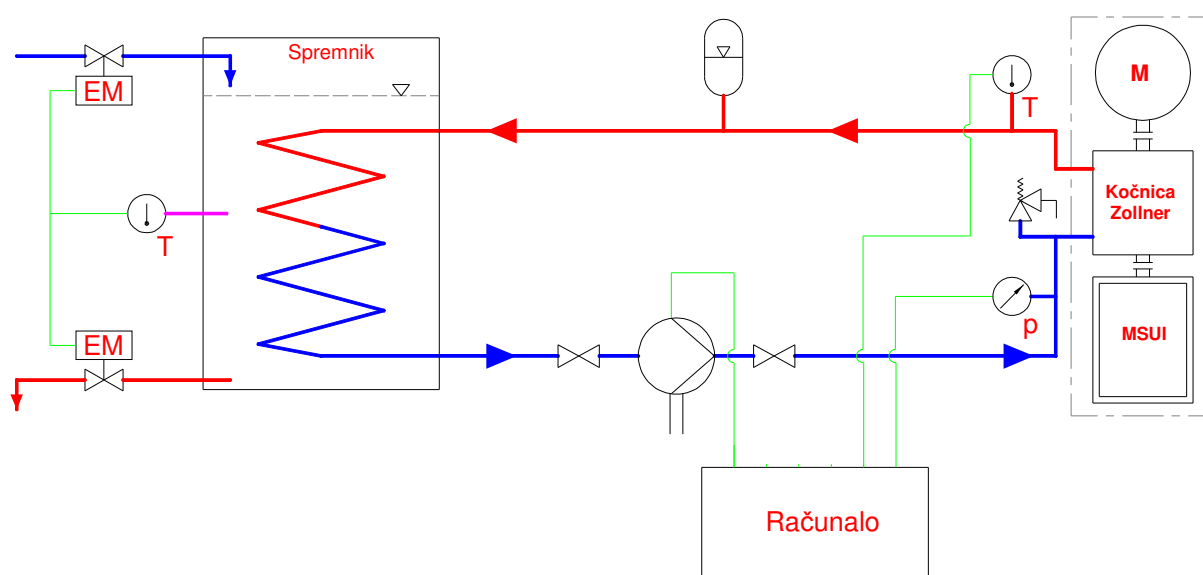 Spremnik
EM
M
T
Kočnica
Zollner
T
p
EM
MSUI
Računalo